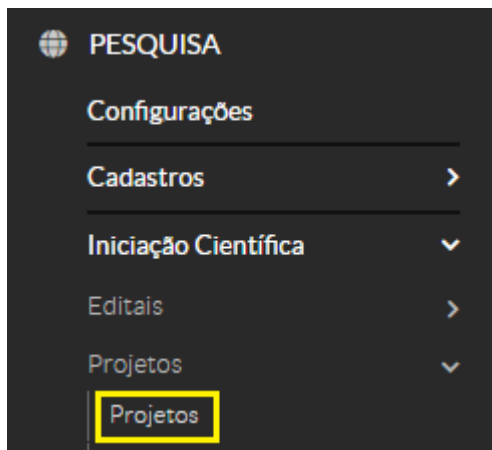 PESQUISA
Configurações
Cadastros
Iniciação Científica
Editais
Projetos
Projetos